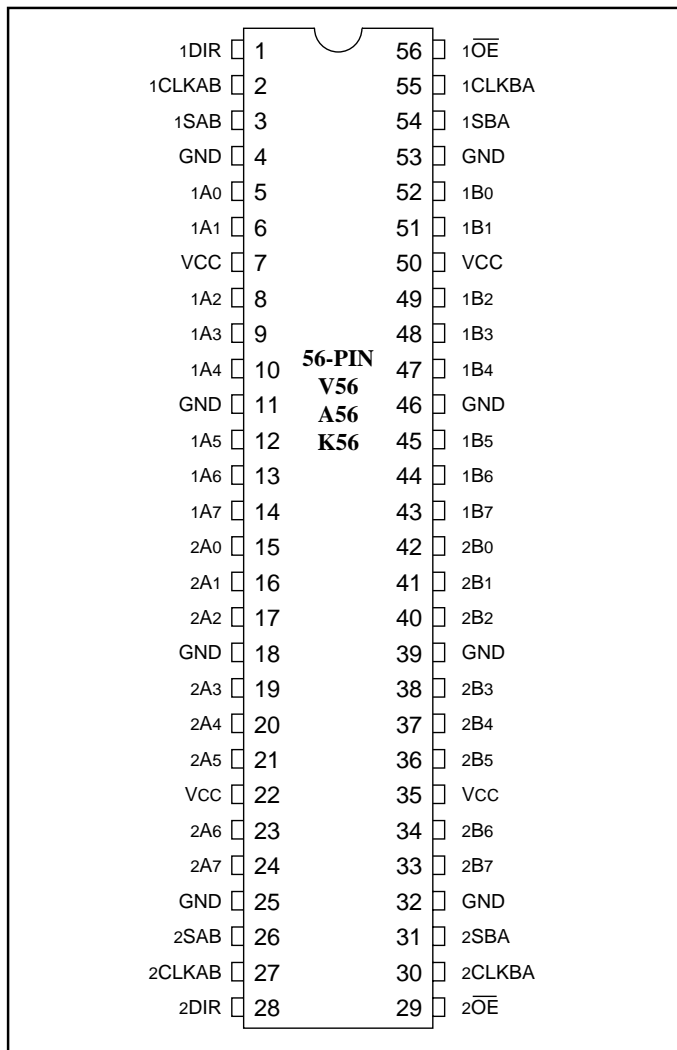 1DIR 1 56 1O̅E̅
1CLKAB 2 55 1CLKBA
1SAB 3 54 1SBA
GND 4 53 GND
1A0 5 52 1B0
1A1 6 51 1B1
VCC 7 50 VCC
1A2 8 49 1B2
1A3 9 48 1B3
56-PIN
1A4 10 47 1B4
V56
GND 11 46 GND
A56
1A5 12 45 1B5
K56
1A6 13 44 1B6
1A7 14 43 1B7
2A0 15 42 2B0
2A1 16 41 2B1
2A2 17 40 2B2
GND 18 39 GND
2A3 19 38 2B3
2A4 20 37 2B4
2A5 21 36 2B5
VCC 22 35 VCC
2A6 23 34 2B6
2A7 24 33 2B7
GND 25 32 GND
2SAB 26 31 2SBA
2CLKAB 27 30 2CLKBA
2DIR 28 29 2O̅E̅